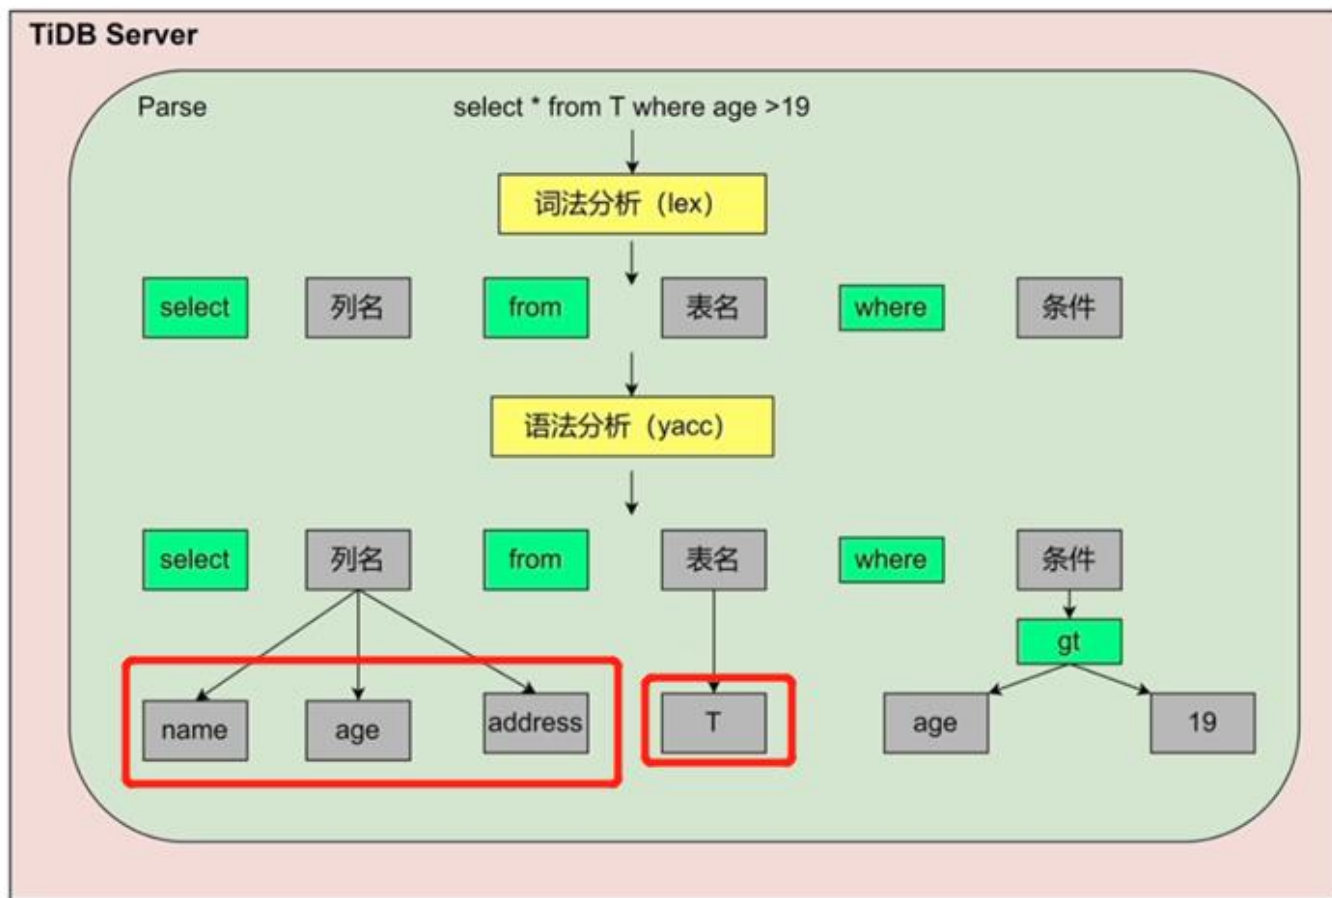 TiDB Server
Parse
select * from T where age >19
词法分析（lex）
select 列名 from 表名 where 条件
语法分析（yacc）
select 列名 from 表名 where 条件
gt
name age address T age 19